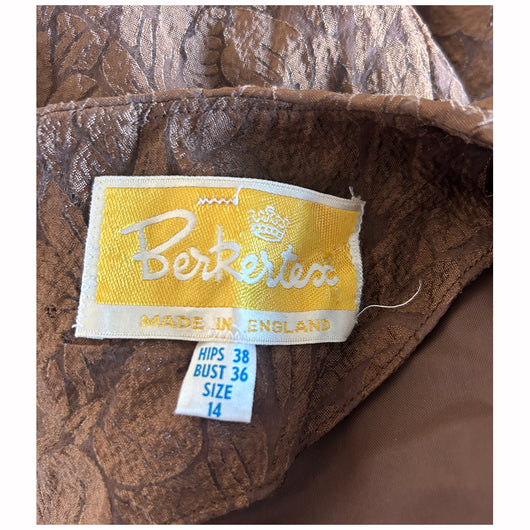 Berkertex
MADE IN ENGLAND
HIPS 38
BUST 36
SIZE
14